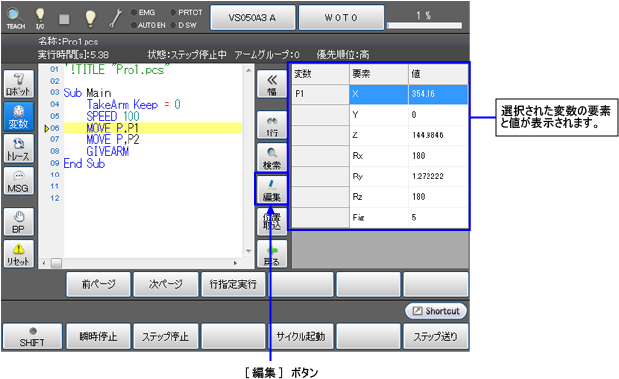 TEACH
I/O
EMG
AUTO EN
PRTCT
D SW
VS050A3 A
W 0 T 0
1 %
名称:Pro1.pcs
実行時間[s]:5.38 状態:ステップ停止中 アームグループ:0 優先順位:高
ロボット
変数
トレース
MSG
BP
リセット
01 '!TITLE "Pro1.pcs"
02
03 Sub Main
04 TakeArm Keep = 0
05 SPEED 100
06 MOVE P,P1
07 MOVE P,P2
08 GIVEARM
09 End Sub
10
11
12
幅
1行
検索
編集
位置
取込
戻る
変数 要素 値
P1 X 354.16
Y 0
Z 144.9846
Rx 180
Ry 1.272222
Rz 180
Fig 5
選択された変数の要素
と値が表示されます。
前ページ 次ページ 行指定実行
Shortcut
SHIFT 瞬時停止 ステップ停止 サイクル起動 ステップ送り
[ 編集 ] ボタン